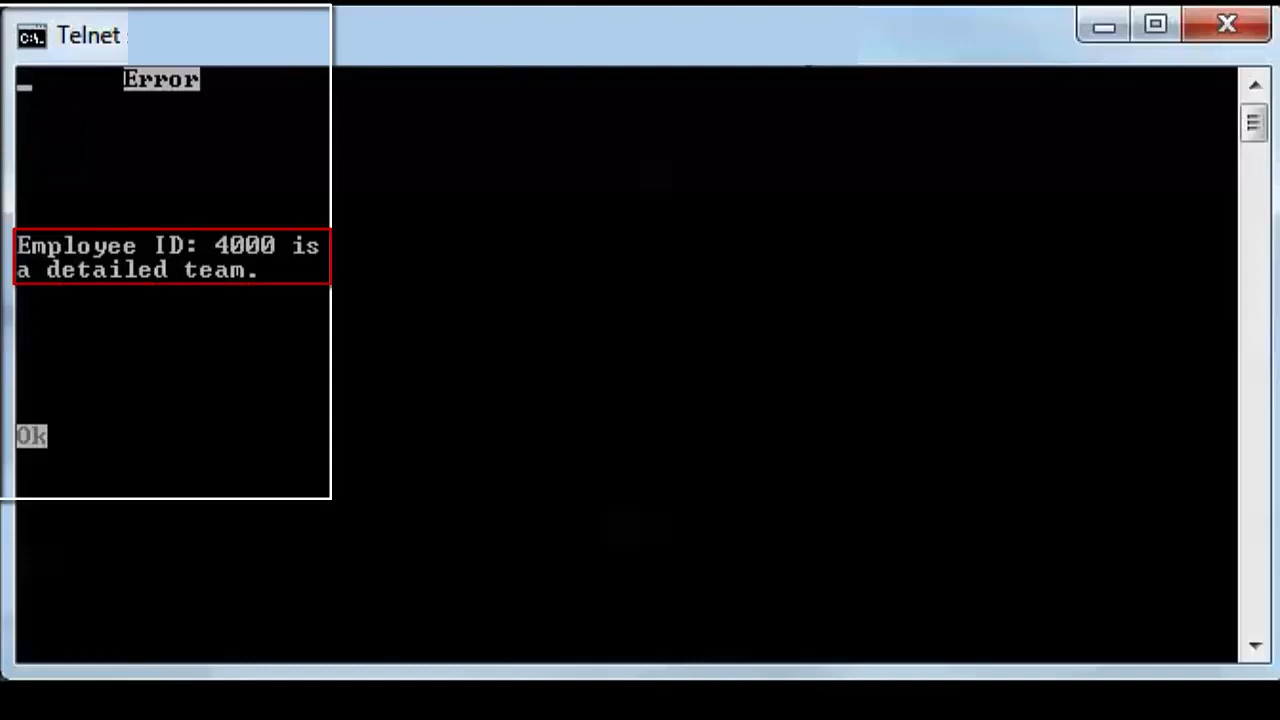 Telnet
Error
Employee ID: 4000 is
a detailed team.
Ok